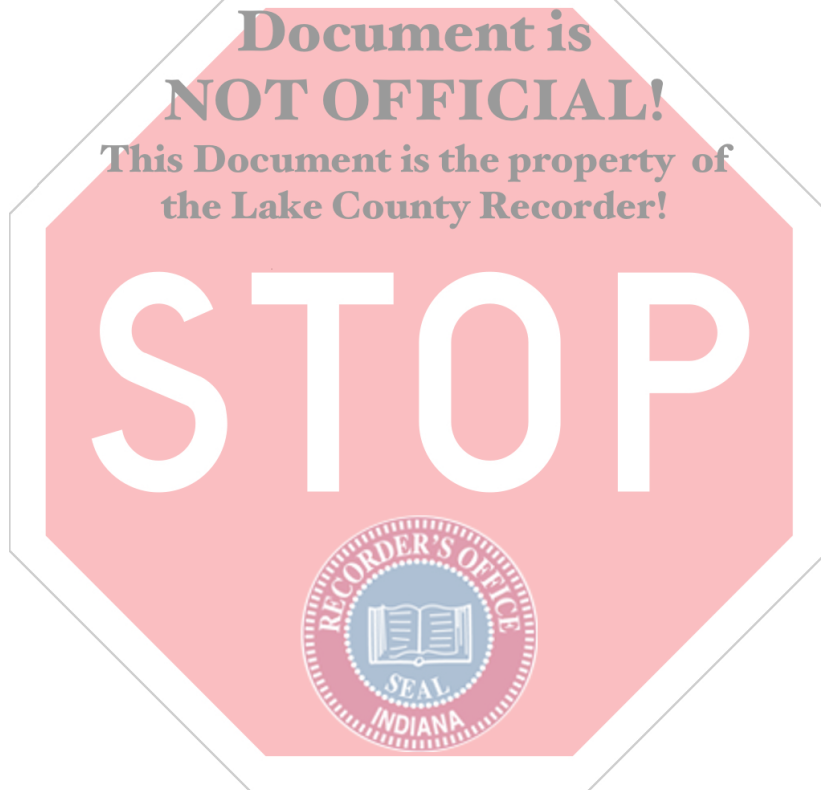 Document is
NOT OFFICIAL!
This Document is the property of
the Lake County Recorder!
STOP
RECORDER'S OFFICE
SEAL
INDIANA